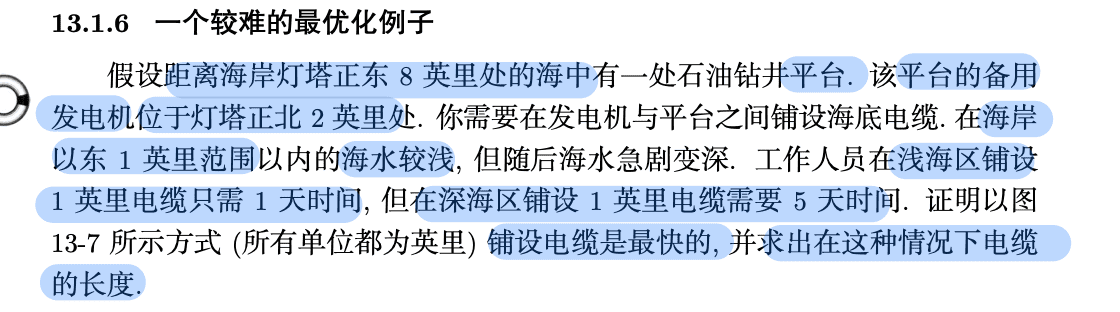 13.1.6 一个较难的最优化例子
假设距离海岸灯塔正东 8 英里处的海中有一处石油钻井平台. 该平台的备用
发电机位于灯塔正北 2 英里处. 你需要在发电机与平台之间铺设海底电缆. 在海岸
以东 1 英里范围以内的海水较浅, 但随后海水急剧变深. 工作人员在浅海区铺设
1 英里电缆只需 1 天时间, 但在深海区铺设 1 英里电缆需要 5 天时间. 证明以图
13-7 所示方式 (所有单位都为英里) 铺设电缆是最快的, 并求出在这种情况下电缆
的长度.